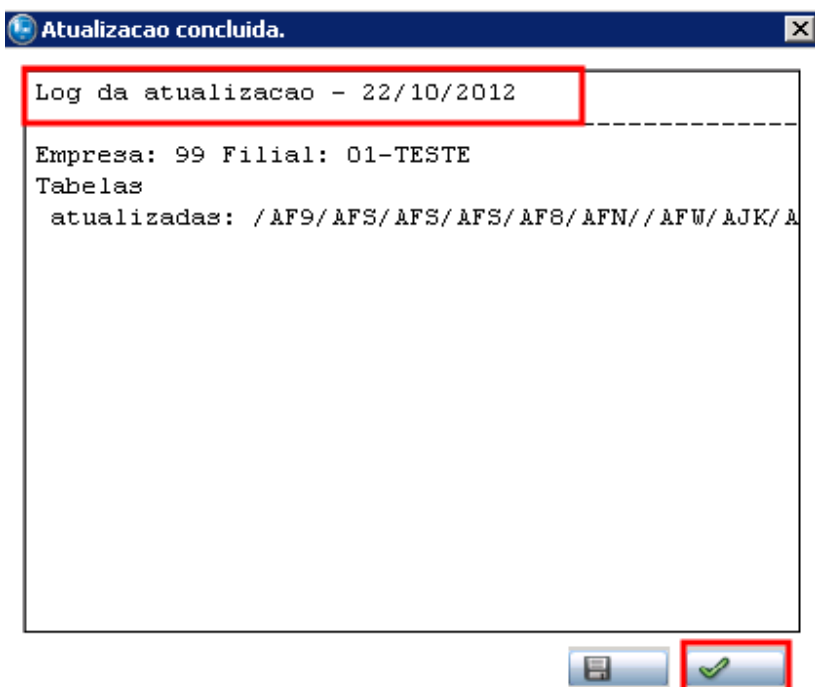 Atualizacao concluida.
Log da atualizacao - 22/10/2012
--------------
Empresa: 99 Filial: 01-TESTE
Tabelas
atualizadas: /AF9/AFS/AFS/AFS/AF8/AFN//AFW/AJK/A